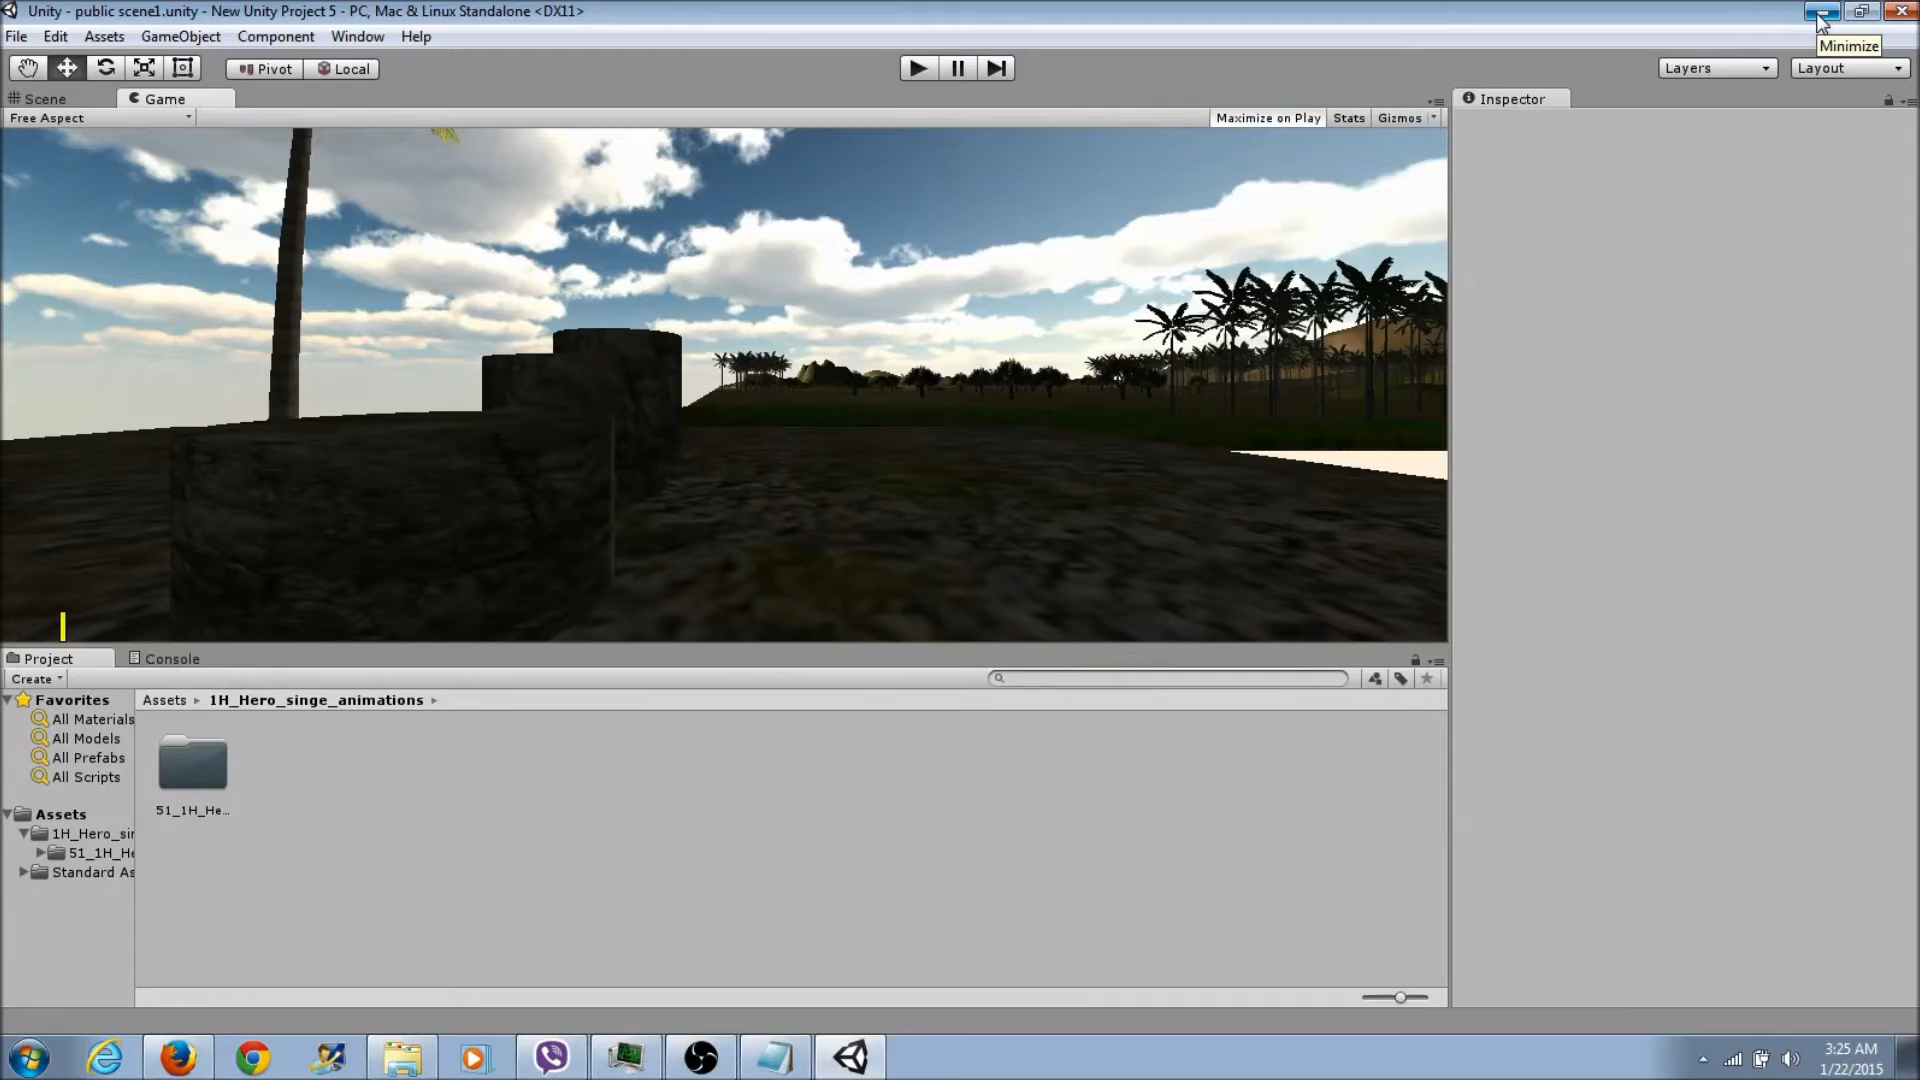 Unity - public scene1.unity - New Unity Project 5 - PC, Mac & Linux Standalone <DX11>
File Edit Assets GameObject Component Window Help
Minimize
Pivot Local Layers Layout
Scene Game Inspector
Free Aspect Maximize on Play Stats Gizmos
Project Console
Create
Favorites Assets 1H_Hero_singe_animations
All Materials
All Models
All Prefabs
All Scripts
51_1H_He...
Assets
1H_Hero_sin
51_1H_He
Standard As
3:25 AM
1/22/2015